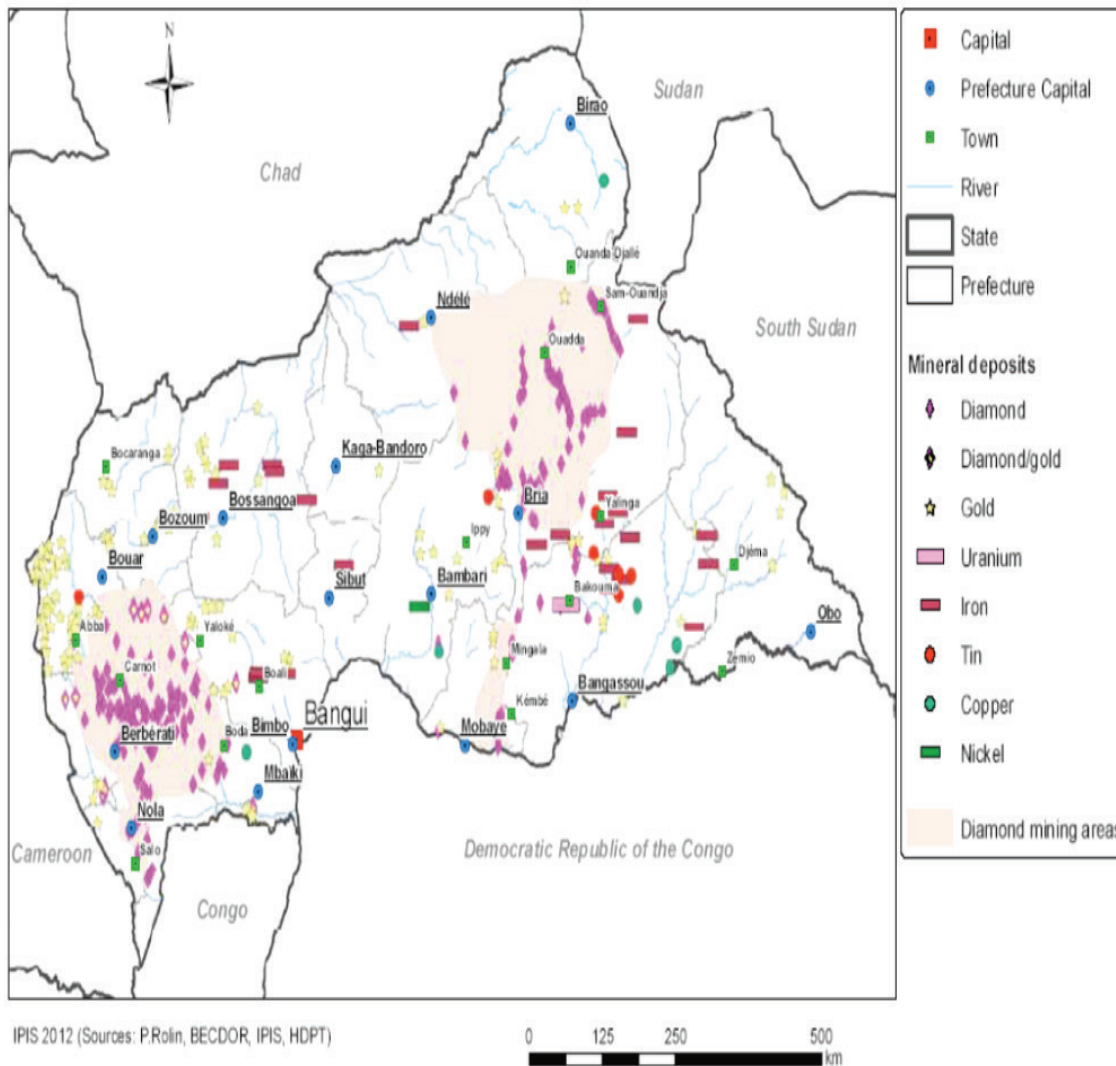 N
Sudan
Birao
Chad
Ouanda Djallé
Ndélé
Sam-Ouandja
South Sudan
Ouadda
Kaga-Bandoro
Bocaranga
Bossangoa
Bria
Yalinga
Bozoum
Ippy
Bouar
Sibut
Bambari
Djéma
Bakouma
Obo
Abba
Yaloké
Mingala
Carnot
Boali
Zémio
Kémbé
Bangassou
Bangui
Berbérati
Boda
Bimbo
Mobaye
Mbaïki
Nola
Cameroon
Salo
Democratic Republic of the Congo
Congo
Capital
Prefecture Capital
Town
River
State
Prefecture
Mineral deposits
Diamond
Diamond/gold
Gold
Uranium
Iron
Tin
Copper
Nickel
Diamond mining areas
IPIS 2012 (Sources: P.Rolin, BECDOR, IPIS, HDPT)
0 125 250 500
km